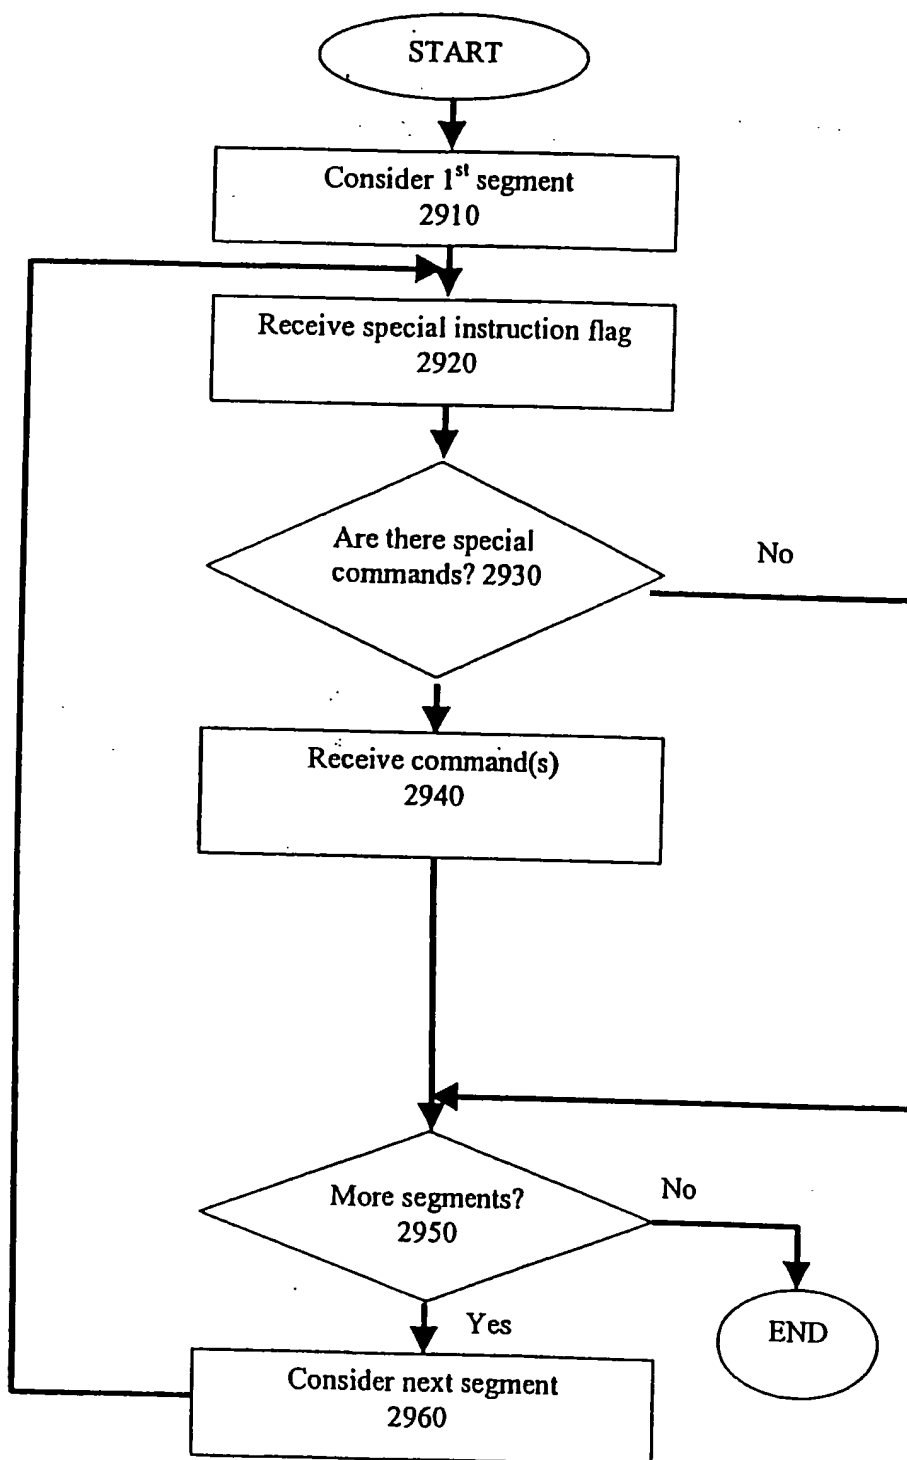 START
Consider 1st segment
2910
Receive special instruction flag
2920
Are there special
commands? 2930
No
Receive command(s)
2940
More segments?
2950
No
Yes
END
Consider next segment
2960